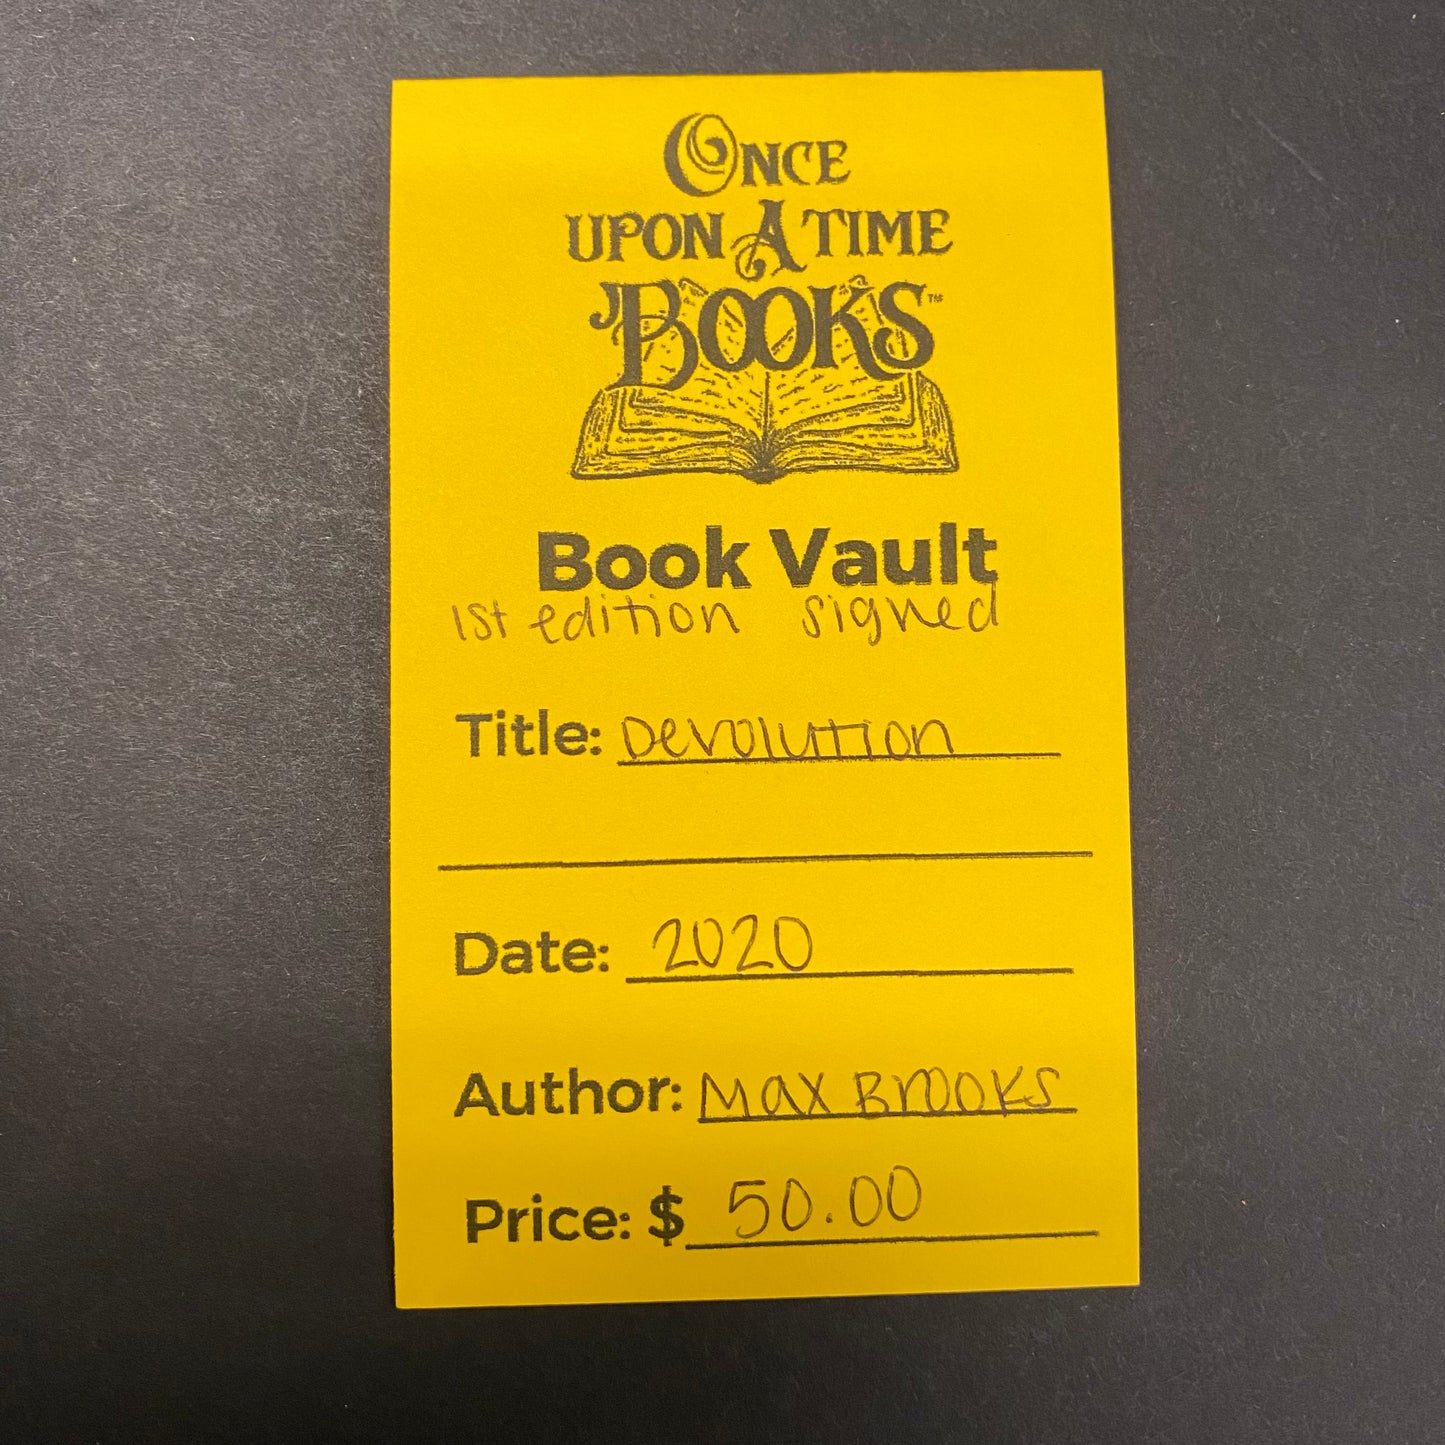 ONCE
UPON A TIME
BOOKS™
Book Vault
1st edition signed
Title: Devolution
Date: 2020
Author: Max Brooks
Price: $ 50.00